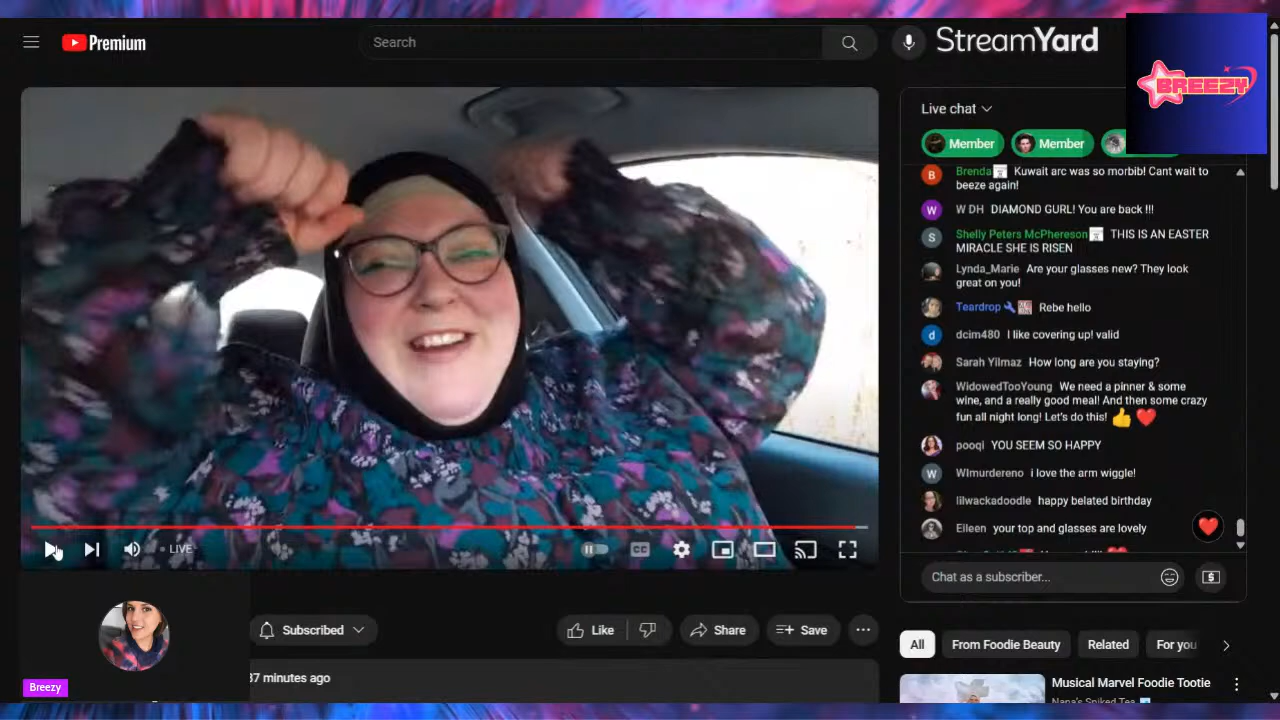 Premium
Search
StreamYard
BREEZY
Live chat
Member
Member
Brenda Kuwait arc was so morbib! Cant wait to
beeze again!
W DH DIAMOND GURL! You are back !!!
Shelly Peters McPhereson THIS IS AN EASTER
MIRACLE SHE IS RISEN
Lynda_Marie Are your glasses new? They look
great on you!
Teardrop Rebe hello
dcim480 I like covering up! valid
Sarah Yilmaz How long are you staying?
WidowedTooYoung We need a pinner & some
wine, and a really good meal! And then some crazy
fun all night long! Let's do this!
pooqi YOU SEEM SO HAPPY
WImurdereno i love the arm wiggle!
lilwackadoodle happy belated birthday
Eileen your top and glasses are lovely
LIVE
CC
Chat as a subscriber...
Subscribed
Like
Share
Save
All
From Foodie Beauty
Related
For you
37 minutes ago
Breezy
Musical Marvel Foodie Tootie
Nana's Spiked Tea